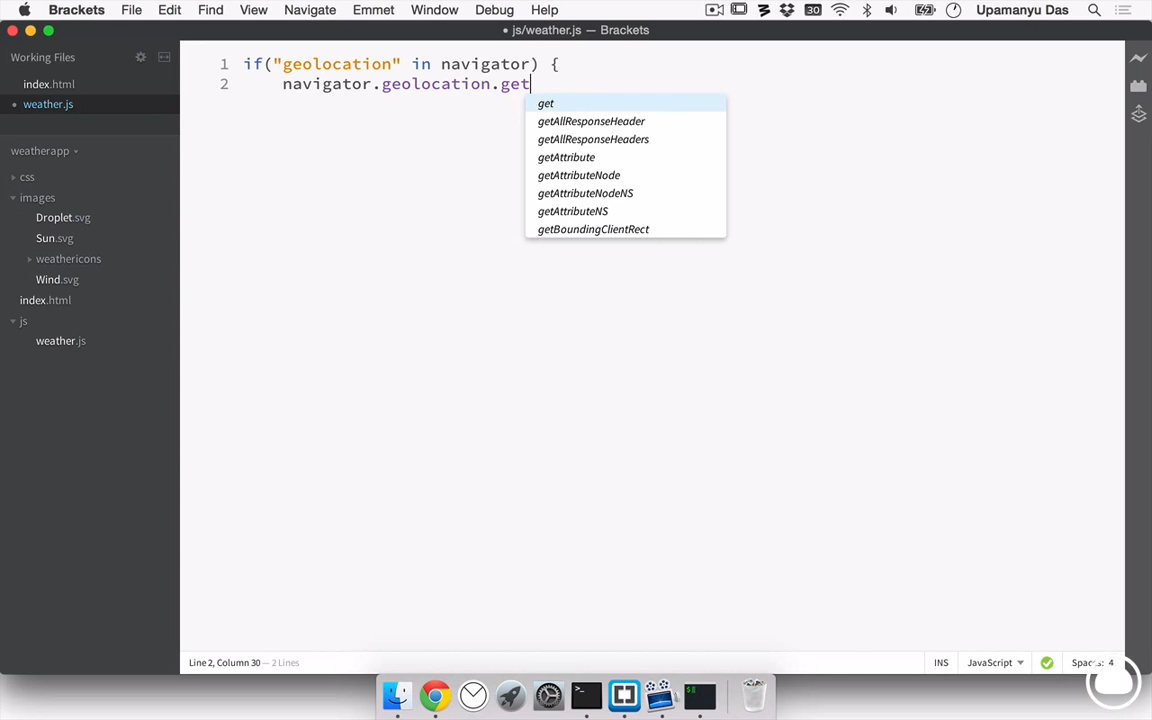 Brackets File Edit Find View Navigate Emmet Window Debug Help 30 Upamanyu Das
• js/weather.js — Brackets
Working Files
index.html
• weather.js
weatherapp
css
images
Droplet.svg
Sun.svg
weathericons
Wind.svg
index.html
js
weather.js
1 if("geolocation" in navigator) {
2 navigator.geolocation.get
get
getAllResponseHeader
getAllResponseHeaders
getAttribute
getAttributeNode
getAttributeNodeNS
getAttributeNS
getBoundingClientRect
Line 2, Column 30 — 2 Lines
INS JavaScript Spaces: 4